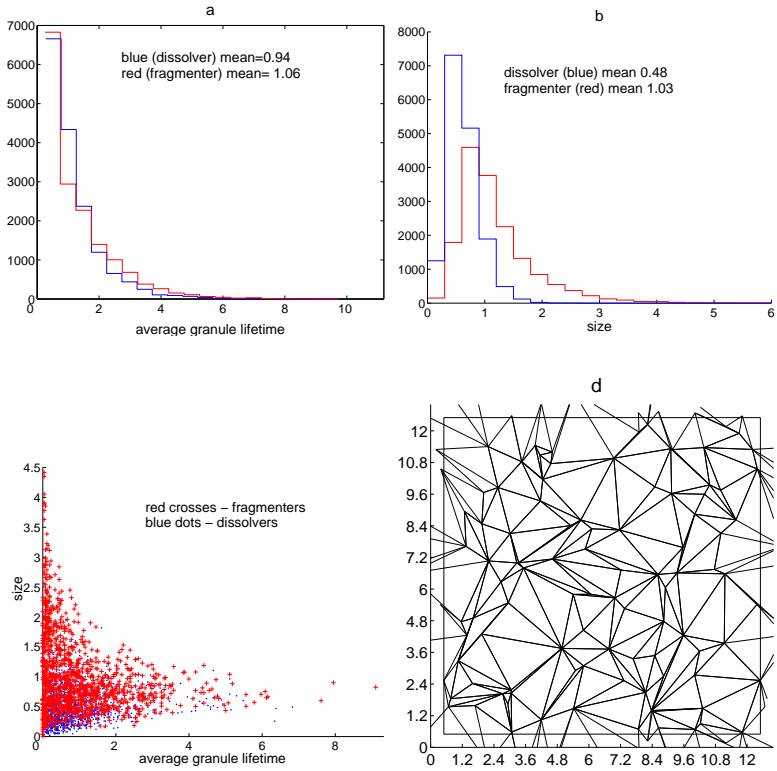 a
7000
6000
5000
4000
3000
2000
1000
0
blue (dissolver) mean=0.94
red (fragmenter) mean= 1.06
2 4 6 8 10
average granule lifetime
b
8000
7000
6000
5000
4000
3000
2000
1000
0
dissolver (blue) mean 0.48
fragmenter (red) mean 1.03
0 1 2 3 4 5 6
size
4.5
4
3.5
3
2.5
2
1.5
1
0.5
0
size
red crosses – fragmenters
blue dots – dissolvers
2 4 6 8
average granule lifetime
d
12
10.8
9.6
8.4
7.2
6
4.8
3.6
2.4
1.2
0
0 1.2 2.4 3.6 4.8 6 7.2 8.4 9.6 10.8 12